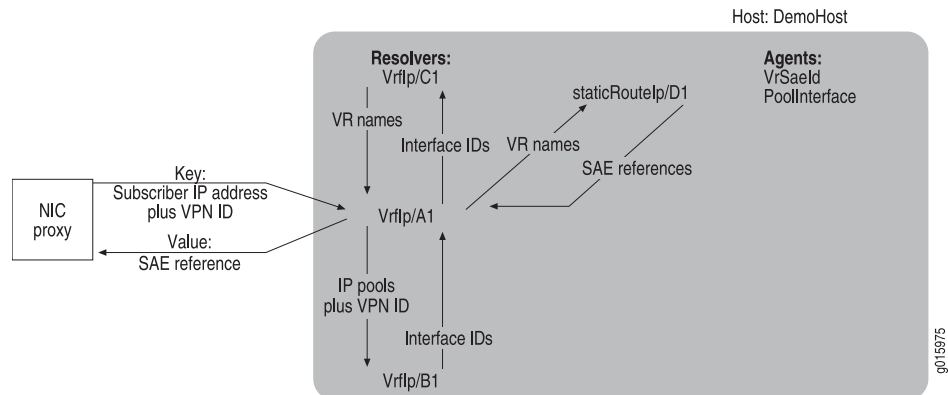 Host: DemoHost
Resolvers:
VrfIp/C1
Agents:
VrSaeId
PoolInterface
staticRouteIp/D1
VR names
Interface IDs
VR names
SAE references
Key:
Subscriber IP address
plus VPN ID
NIC
proxy
VrfIp/A1
Value:
SAE reference
IP pools
plus VPN ID
Interface IDs
VrfIp/B1
g015975